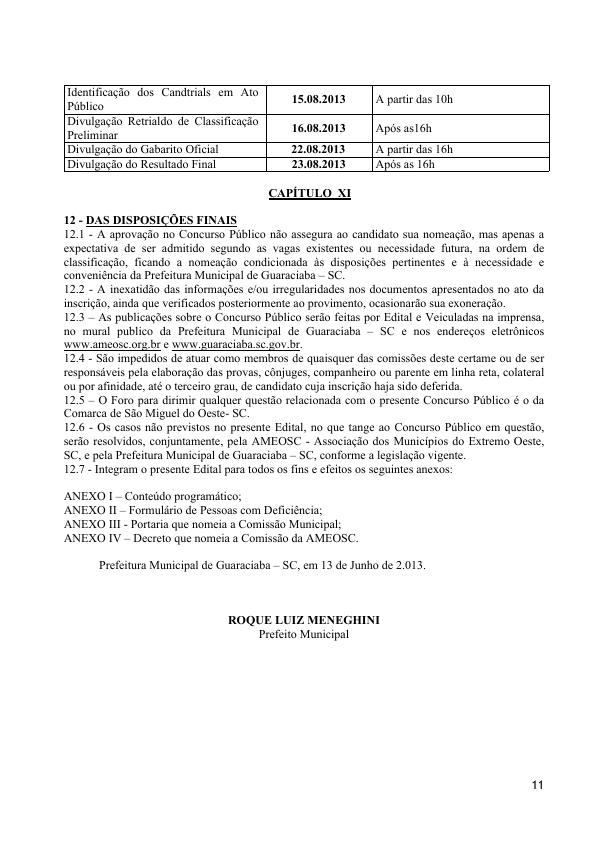 Identificação dos Candtrials em Ato
Público
15.08.2013
A partir das 10h
Divulgação Retrialdo de Classificação
Preliminar
16.08.2013
Após as16h
Divulgação do Gabarito Oficial
22.08.2013
A partir das 16h
Divulgação do Resultado Final
23.08.2013
Após as 16h
CAPÍTULO XI
12 - DAS DISPOSIÇÕES FINAIS
12.1 - A aprovação no Concurso Público não assegura ao candidato sua nomeação, mas apenas a
expectativa de ser admitido segundo as vagas existentes ou necessidade futura, na ordem de
classificação, ficando a nomeação condicionada às disposições pertinentes e à necessidade e
conveniência da Prefeitura Municipal de Guaraciaba – SC.
12.2 - A inexatidão das informações e/ou irregularidades nos documentos apresentados no ato da
inscrição, ainda que verificados posteriormente ao provimento, ocasionarão sua exoneração.
12.3 – As publicações sobre o Concurso Público serão feitas por Edital e Veiculadas na imprensa,
no mural publico da Prefeitura Municipal de Guaraciaba – SC e nos endereços eletrônicos
www.ameosc.org.br e www.guaraciaba.sc.gov.br.
12.4 - São impedidos de atuar como membros de quaisquer das comissões deste certame ou de ser
responsáveis pela elaboração das provas, cônjuges, companheiro ou parente em linha reta, colateral
ou por afinidade, até o terceiro grau, de candidato cuja inscrição haja sido deferida.
12.5 – O Foro para dirimir qualquer questão relacionada com o presente Concurso Público é o da
Comarca de São Miguel do Oeste- SC.
12.6 - Os casos não previstos no presente Edital, no que tange ao Concurso Público em questão,
serão resolvidos, conjuntamente, pela AMEOSC - Associação dos Municípios do Extremo Oeste,
SC, e pela Prefeitura Municipal de Guaraciaba – SC, conforme a legislação vigente.
12.7 - Integram o presente Edital para todos os fins e efeitos os seguintes anexos:
ANEXO I – Conteúdo programático;
ANEXO II – Formulário de Pessoas com Deficiência;
ANEXO III - Portaria que nomeia a Comissão Municipal;
ANEXO IV – Decreto que nomeia a Comissão da AMEOSC.
Prefeitura Municipal de Guaraciaba – SC, em 13 de Junho de 2.013.
ROQUE LUIZ MENEGHINI
Prefeito Municipal
11